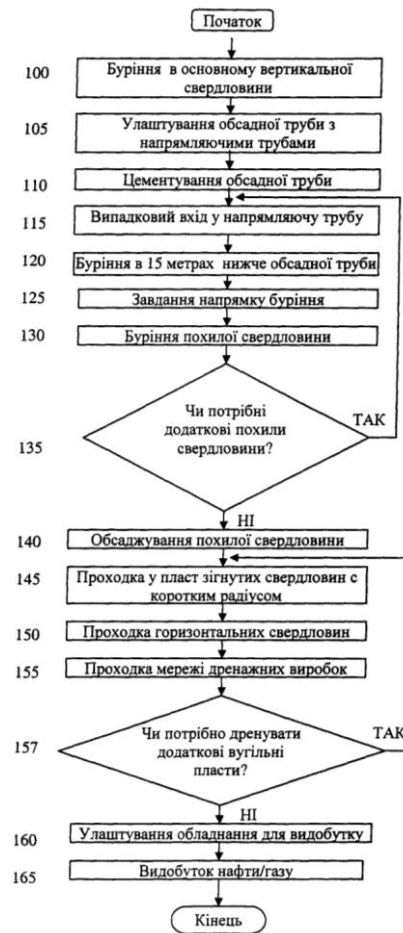 Початок
100
Буріння в основному вертикальної
свердловини
105
Улаштування обсадної труби з
напрямляючими трубами
110
Цементування обсадної труби
115
Випадковий вхід у напрямляючу трубу
120
Буріння в 15 метрах нижче обсадної труби
125
Завдання напрямку буріння
130
Буріння похилої свердловини
135
Чи потрібні
додаткові похили
свердловини?
ТАК
НІ
140
Обсаджування похилої свердловини
145
Проходка у пласт зігнутих свердловин с
коротким радіусом
150
Проходка горизонтальних свердловин
155
Проходка мережі дренажних виробок
157
Чи потрібно дренувати
додаткові вугільні
пласти?
ТАК
НІ
160
Улаштування обладнання для видобутку
165
Видобуток нафти/газу
Кінець